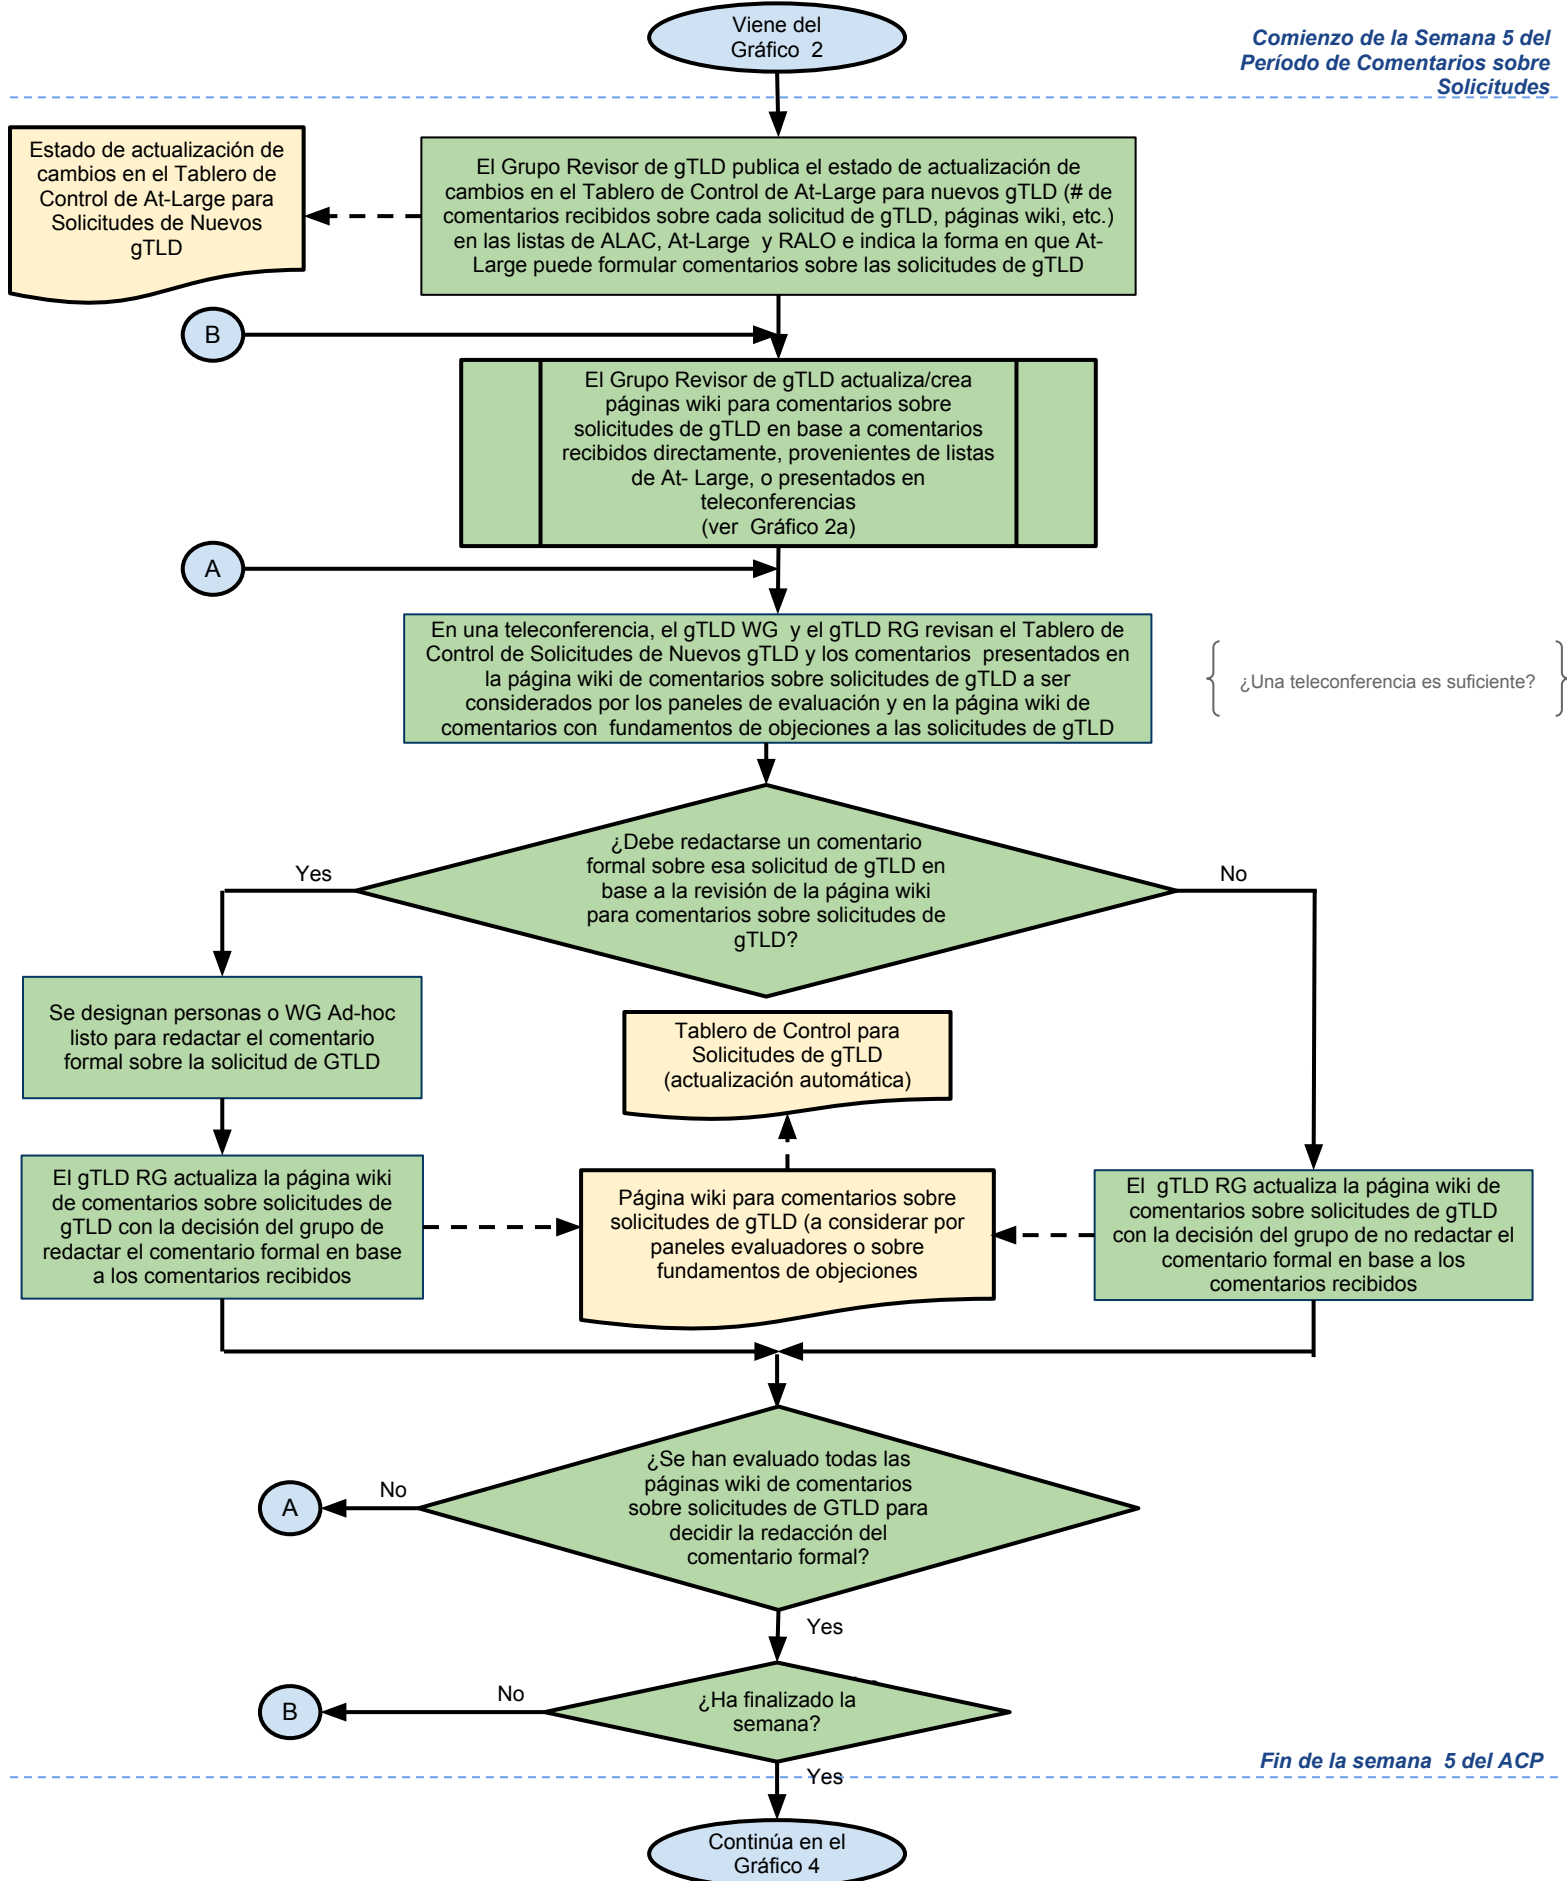 Viene del
Gráfico 2
Comienzo de la Semana 5 del
Período de Comentarios sobre
Solicitudes
Estado de actualización de
cambios en el Tablero de
Control de At-Large para
Solicitudes de Nuevos
gTLD
El Grupo Revisor de gTLD publica el estado de actualización de
cambios en el Tablero de Control de At-Large para nuevos gTLD (# de
comentarios recibidos sobre cada solicitud de gTLD, páginas wiki, etc.)
en las listas de ALAC, At-Large y RALO e indica la forma en que At-
Large puede formular comentarios sobre las solicitudes de gTLD
B
El Grupo Revisor de gTLD actualiza/crea
páginas wiki para comentarios sobre
solicitudes de gTLD en base a comentarios
recibidos directamente, provenientes de listas
de At- Large, o presentados en
teleconferencias
(ver Gráfico 2a)
A
En una teleconferencia, el gTLD WG y el gTLD RG revisan el Tablero de
Control de Solicitudes de Nuevos gTLD y los comentarios presentados en
la página wiki de comentarios sobre solicitudes de gTLD a ser
considerados por los paneles de evaluación y en la página wiki de
comentarios con fundamentos de objeciones a las solicitudes de gTLD
¿Una teleconferencia es suficiente?
¿Debe redactarse un comentario
formal sobre esa solicitud de gTLD en
base a la revisión de la página wiki
para comentarios sobre solicitudes de
gTLD?
Yes
No
Se designan personas o WG Ad-hoc
listo para redactar el comentario
formal sobre la solicitud de GTLD
Tablero de Control para
Solicitudes de gTLD
(actualización automática)
El gTLD RG actualiza la página wiki
de comentarios sobre solicitudes de
gTLD con la decisión del grupo de
redactar el comentario formal en base
a los comentarios recibidos
Página wiki para comentarios sobre
solicitudes de gTLD (a considerar por
paneles evaluadores o sobre
fundamentos de objeciones
El gTLD RG actualiza la página wiki de
comentarios sobre solicitudes de gTLD
con la decisión del grupo de no redactar el
comentario formal en base a los
comentarios recibidos
¿Se han evaluado todas las
páginas wiki de comentarios
sobre solicitudes de GTLD para
decidir la redacción del
comentario formal?
No
A
Yes
¿Ha finalizado la
semana?
No
B
Fin de la semana 5 del ACP
Yes
Continúa en el
Gráfico 4